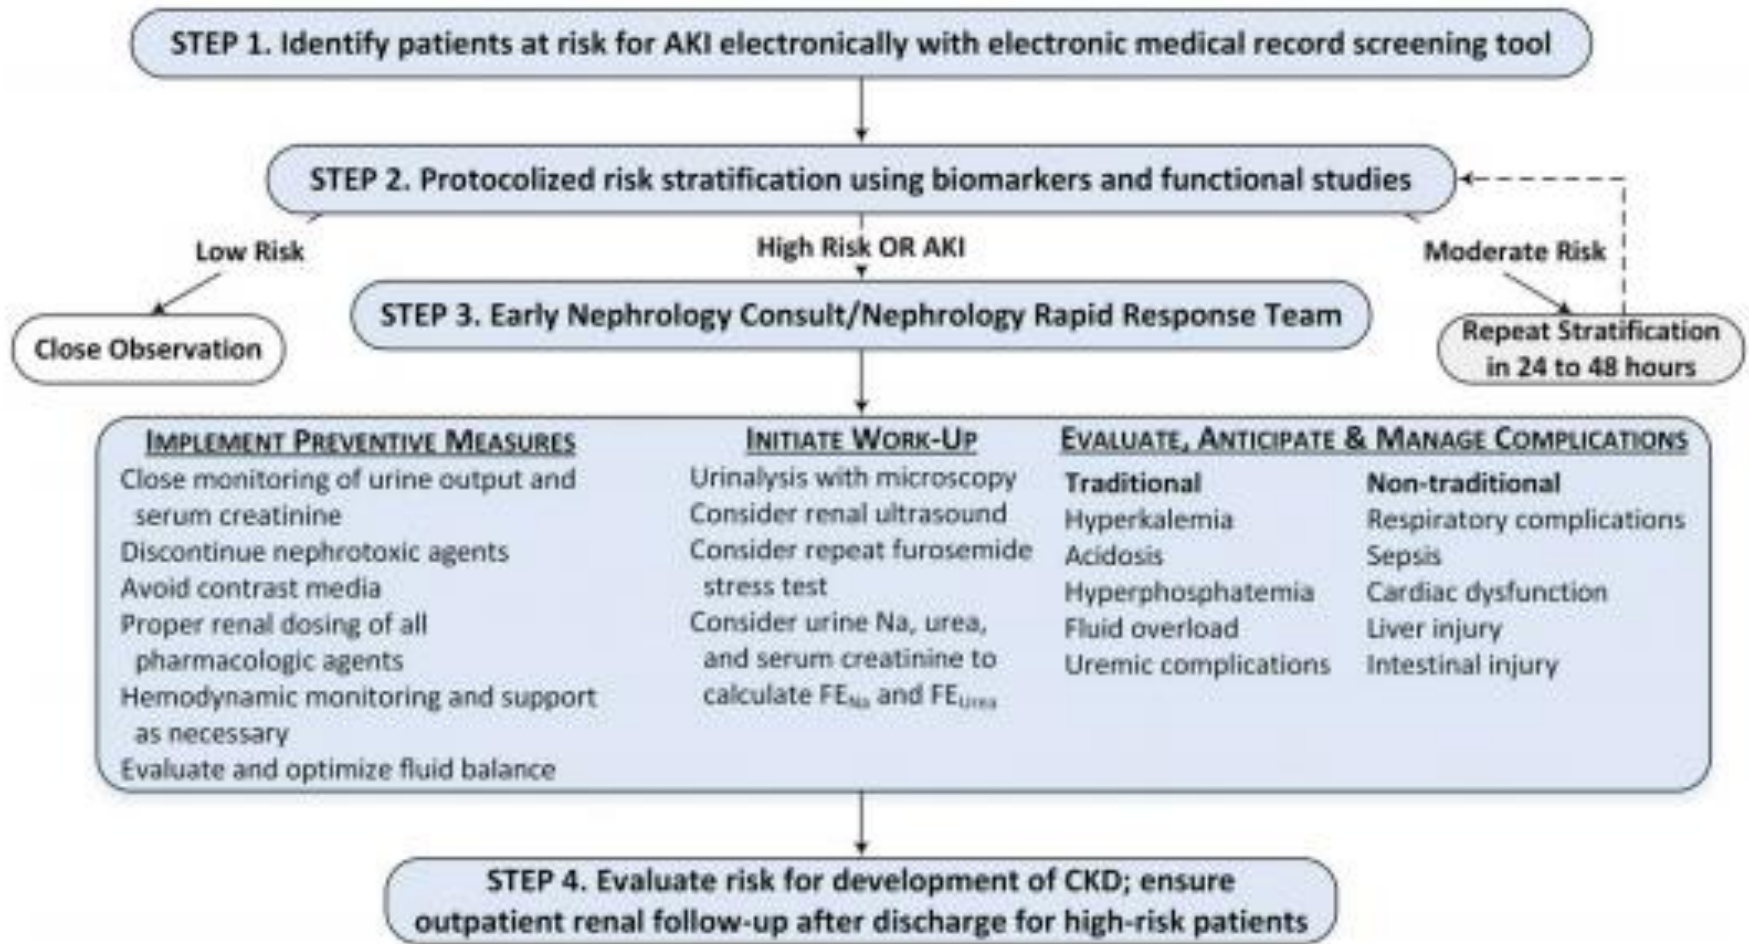 STEP 1. Identify patients at risk for AKI electronically with electronic medical record screening tool
STEP 2. Protocolized risk stratification using biomarkers and functional studies
Low Risk
High Risk OR AKI
Moderate Risk
STEP 3. Early Nephrology Consult/Nephrology Rapid Response Team
Close Observation
Repeat Stratification
in 24 to 48 hours
IMPLEMENT PREVENTIVE MEASURES
Close monitoring of urine output and
serum creatinine
Discontinue nephrotoxic agents
Avoid contrast media
Proper renal dosing of all
pharmacologic agents
Hemodynamic monitoring and support
as necessary
Evaluate and optimize fluid balance
INITIATE WORK-UP
Urinalysis with microscopy
Consider renal ultrasound
Consider repeat furosemide
stress test
Consider urine Na, urea,
and serum creatinine to
calculate FENa and FEUrea
EVALUATE, ANTICIPATE & MANAGE COMPLICATIONS
Traditional
Hyperkalemia
Acidosis
Hyperphosphatemia
Fluid overload
Uremic complications
Non-traditional
Respiratory complications
Sepsis
Cardiac dysfunction
Liver injury
Intestinal injury
STEP 4. Evaluate risk for development of CKD; ensure
outpatient renal follow-up after discharge for high-risk patients